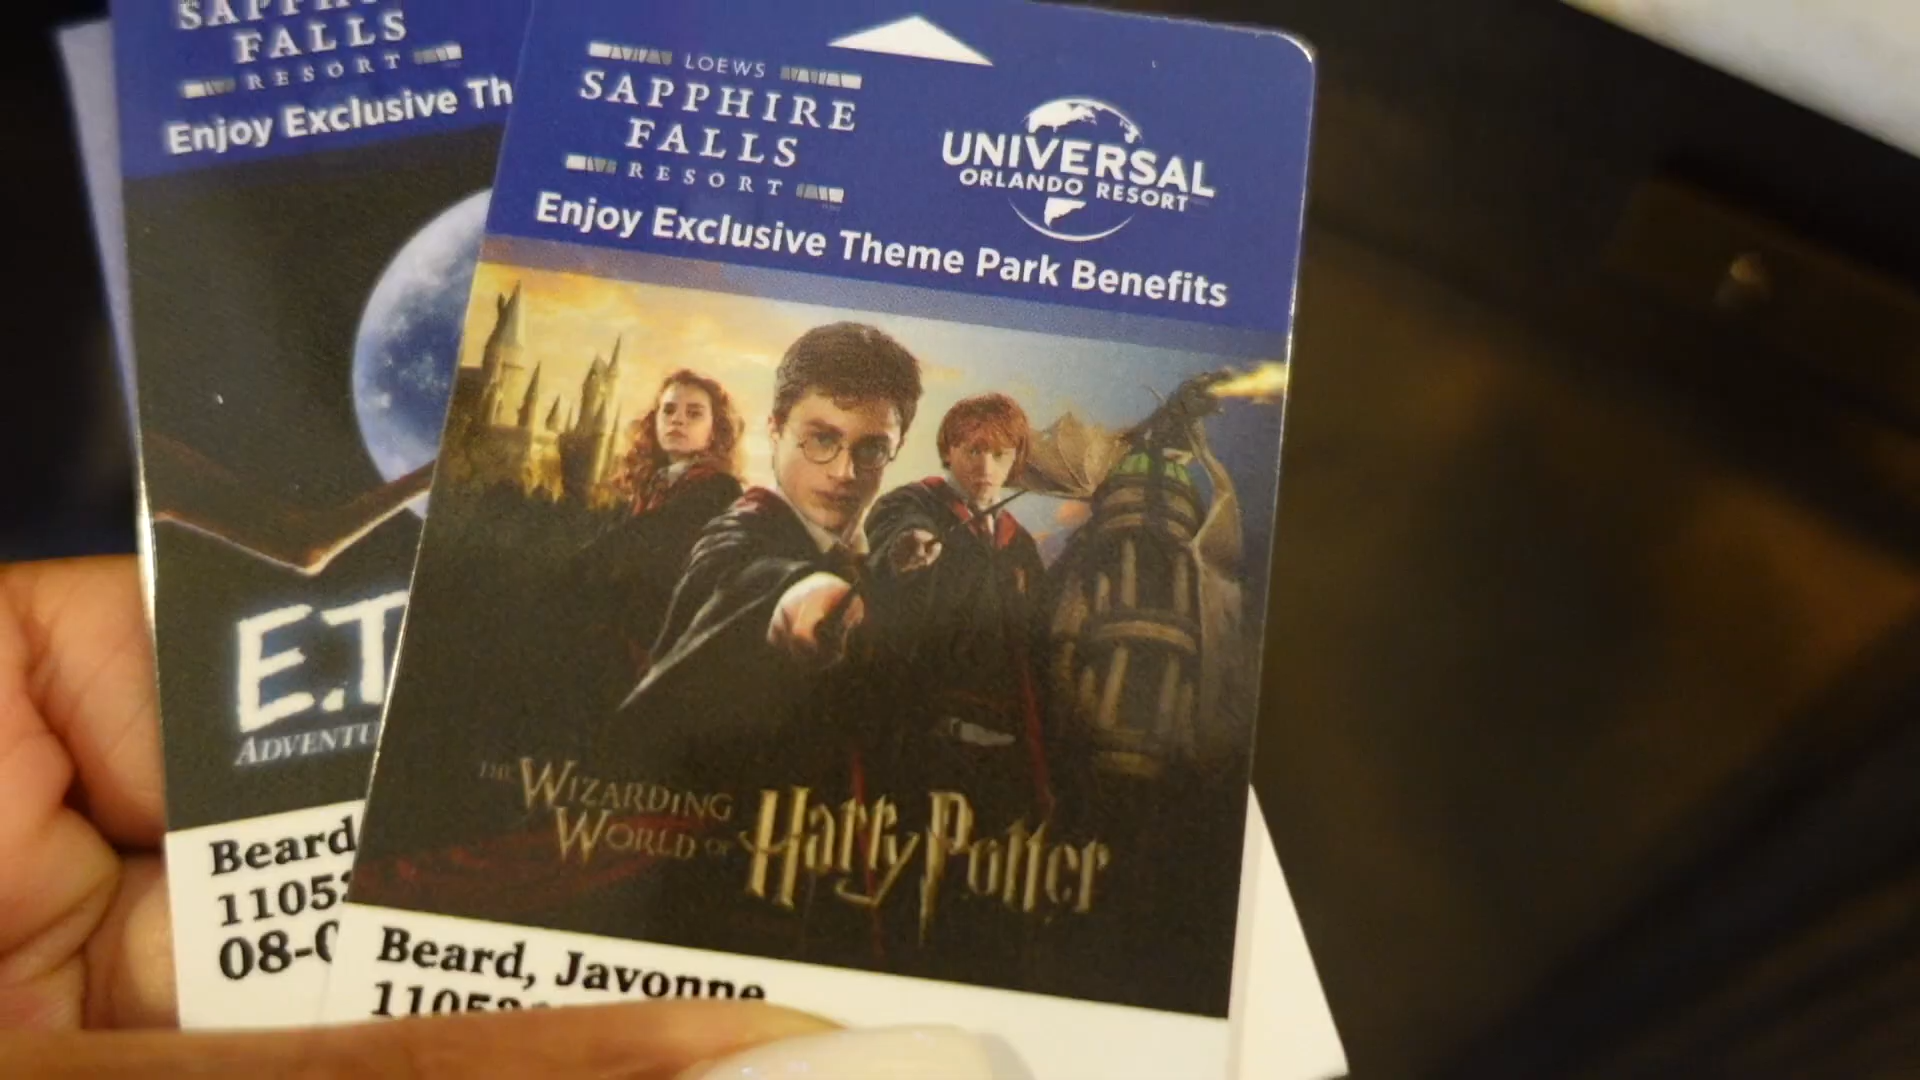 FALLS
RESORT
Enjoy Exclusive Th
E.T
ADVENTU
Beard
1105
08-0
LOEWS
SAPPHIRE
FALLS
RESORT
UNIVERSAL
ORLANDO RESORT
Enjoy Exclusive Theme Park Benefits
THE WIZARDING
WORLD OF Harry Potter
Beard, Javonne
1105